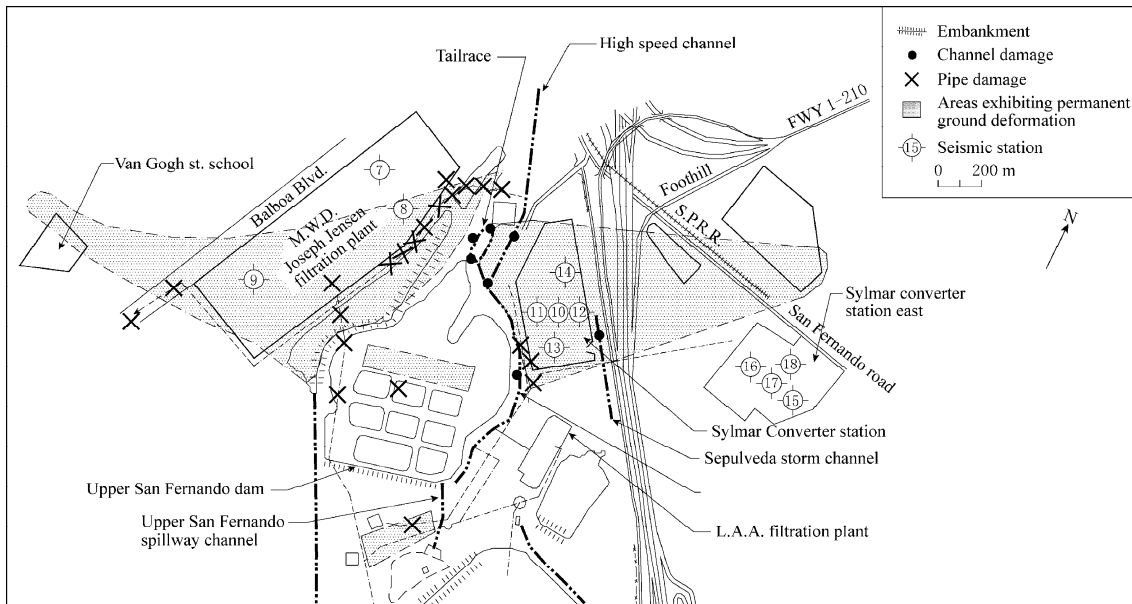 High speed channel
Tailrace
Embankment
Channel damage
Pipe damage
Areas exhibiting permanent
ground deformation
15 Seismic station
0 200 m
FWY 1-210
Foothill
S.P.R.R.
San Fernando road
Van Gogh st. school
Balboa Blvd.
M.W.D.
Joseph Jensen
filtration plant
7
8
9
N
14
11 10 12
13
Sylmar converter
station east
16 18
17
15
Sylmar Converter station
Sepulveda storm channel
Upper San Fernando dam
Upper San Fernando
spillway channel
L.A.A. filtration plant